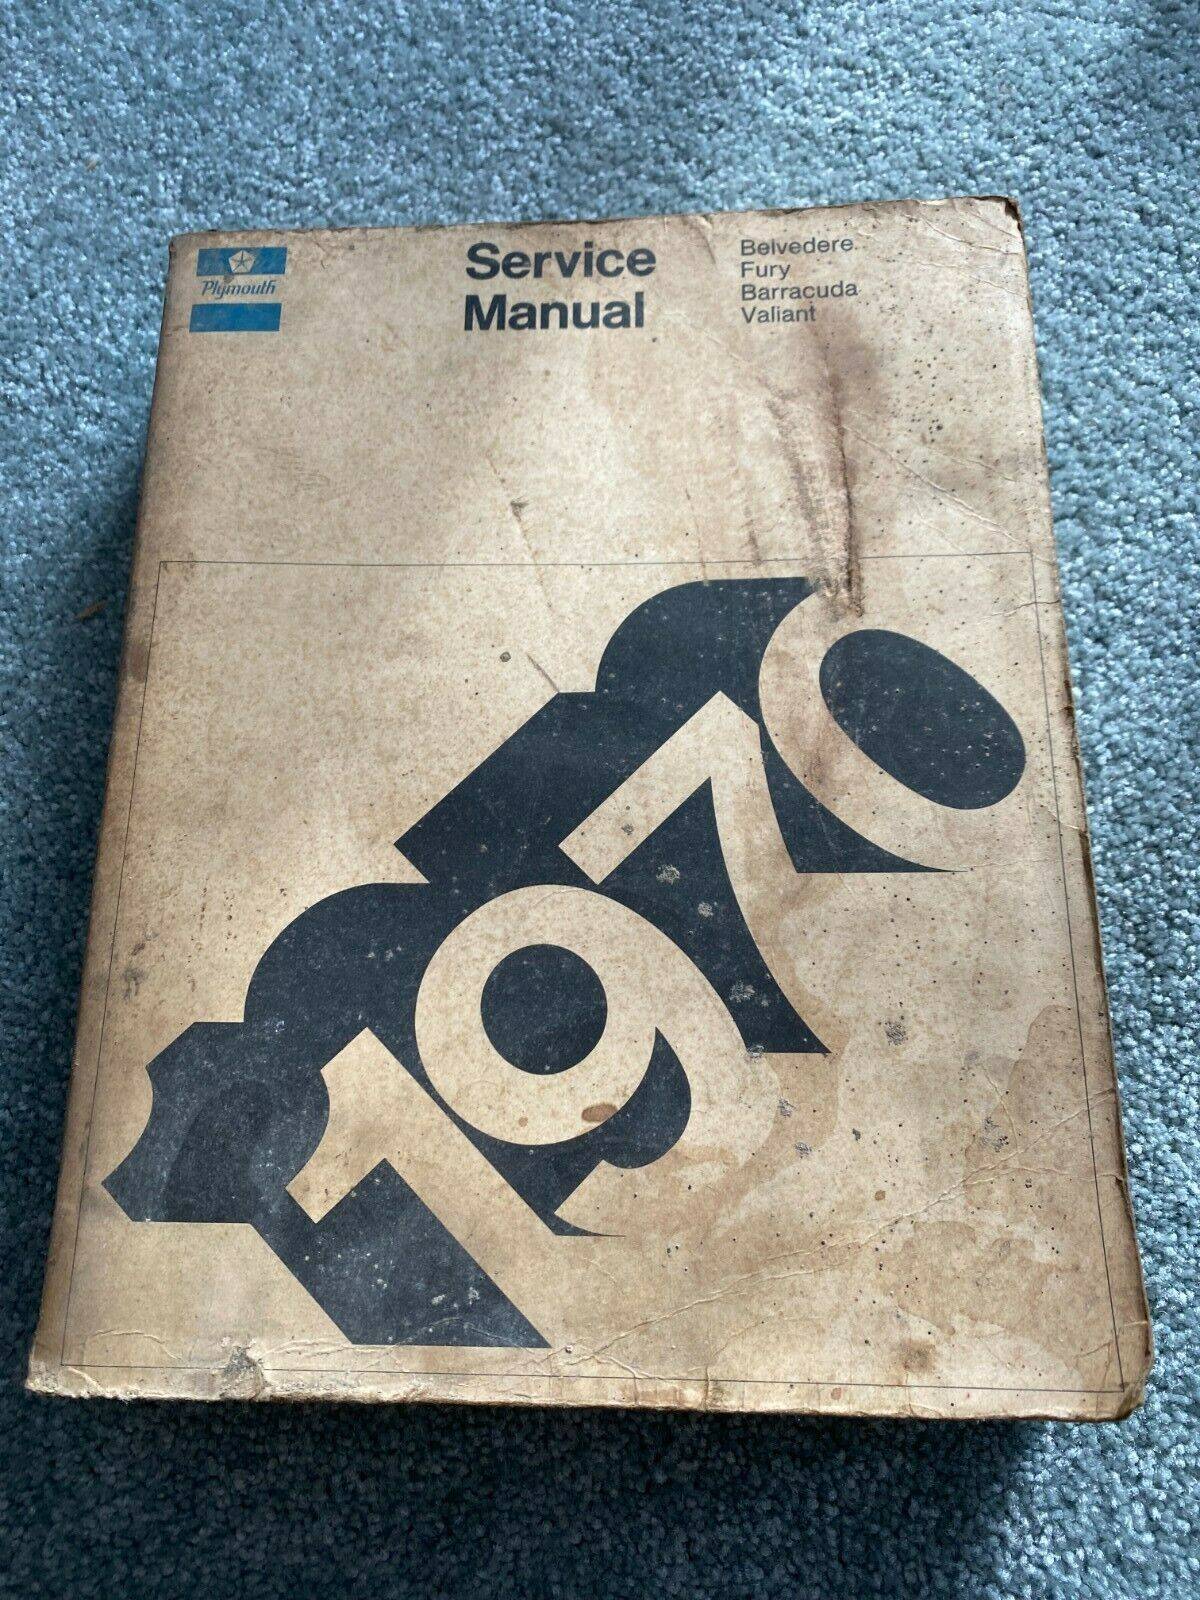 Plymouth
Service
Manual
Belvedere
Fury
Barracuda
Valiant
1970